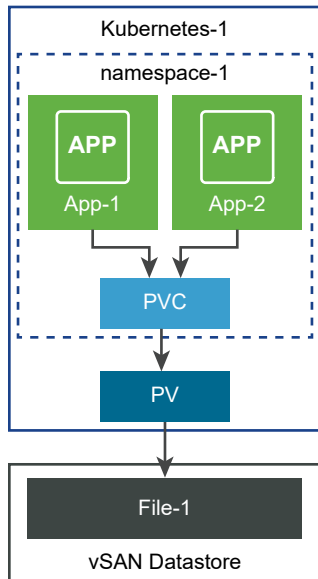 Kubernetes-1
namespace-1
APP APP
App-1 App-2
PVC
PV
File-1
vSAN Datastore